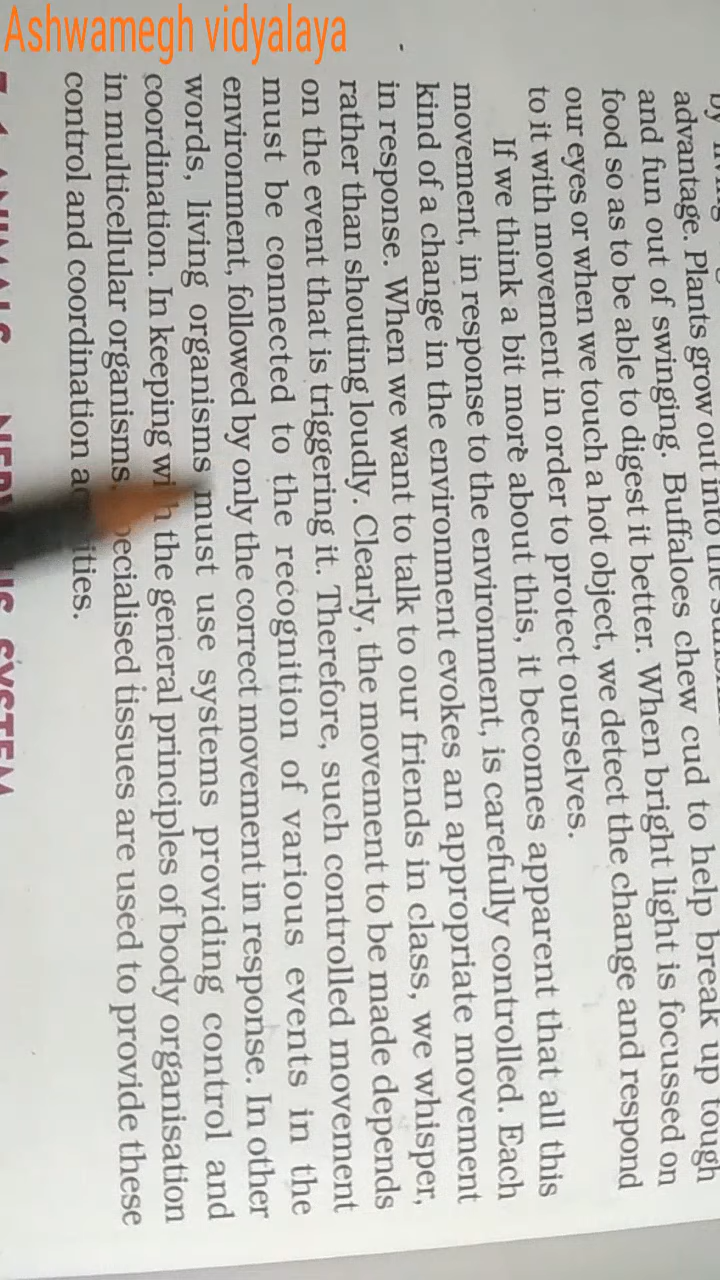 Ashwamegh vidyalaya
advantage. Plants grow out into the
and fun out of swinging. Buffaloes chew cud to help break up tough
food so as to be able to digest it better. When bright light is focussed on
our eyes or when we touch a hot object, we detect the change and respond
to it with movement in order to protect ourselves.
If we think a bit more about this, it becomes apparent that all this
movement, in response to the environment, is carefully controlled. Each
kind of a change in the environment evokes an appropriate movement
in response. When we want to talk to our friends in class, we whisper,
rather than shouting loudly. Clearly, the movement to be made depends
on the event that is triggering it. Therefore, such controlled movement
must be connected to the recognition of various events in the
environment, followed by only the correct movement in response. In other
words, living organisms must use systems providing control and
coordination. In keeping with the general principles of body organisation
in multicellular organisms, specialised tissues are used to provide these
control and coordination activities.
ANIMALS NERVOUS SYSTEM